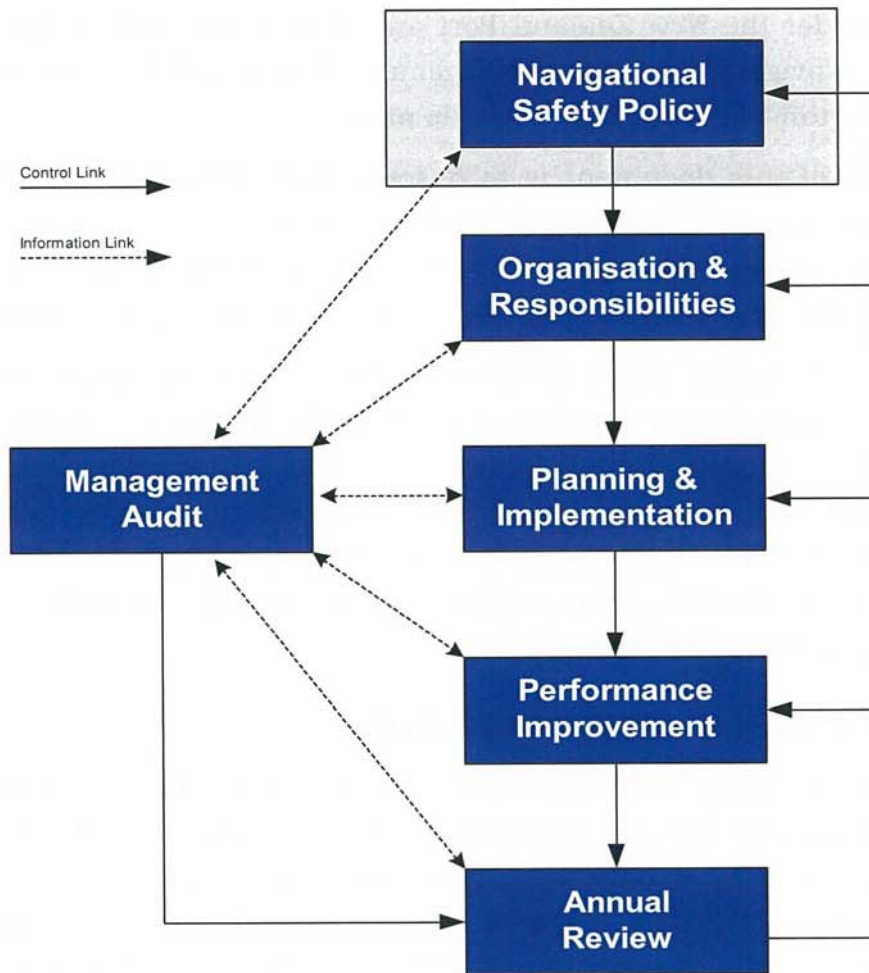 Navigational
Safety Policy
Control Link
Information Link
Organisation &
Responsibilities
Management
Audit
Planning &
Implementation
Performance
Improvement
Annual
Review